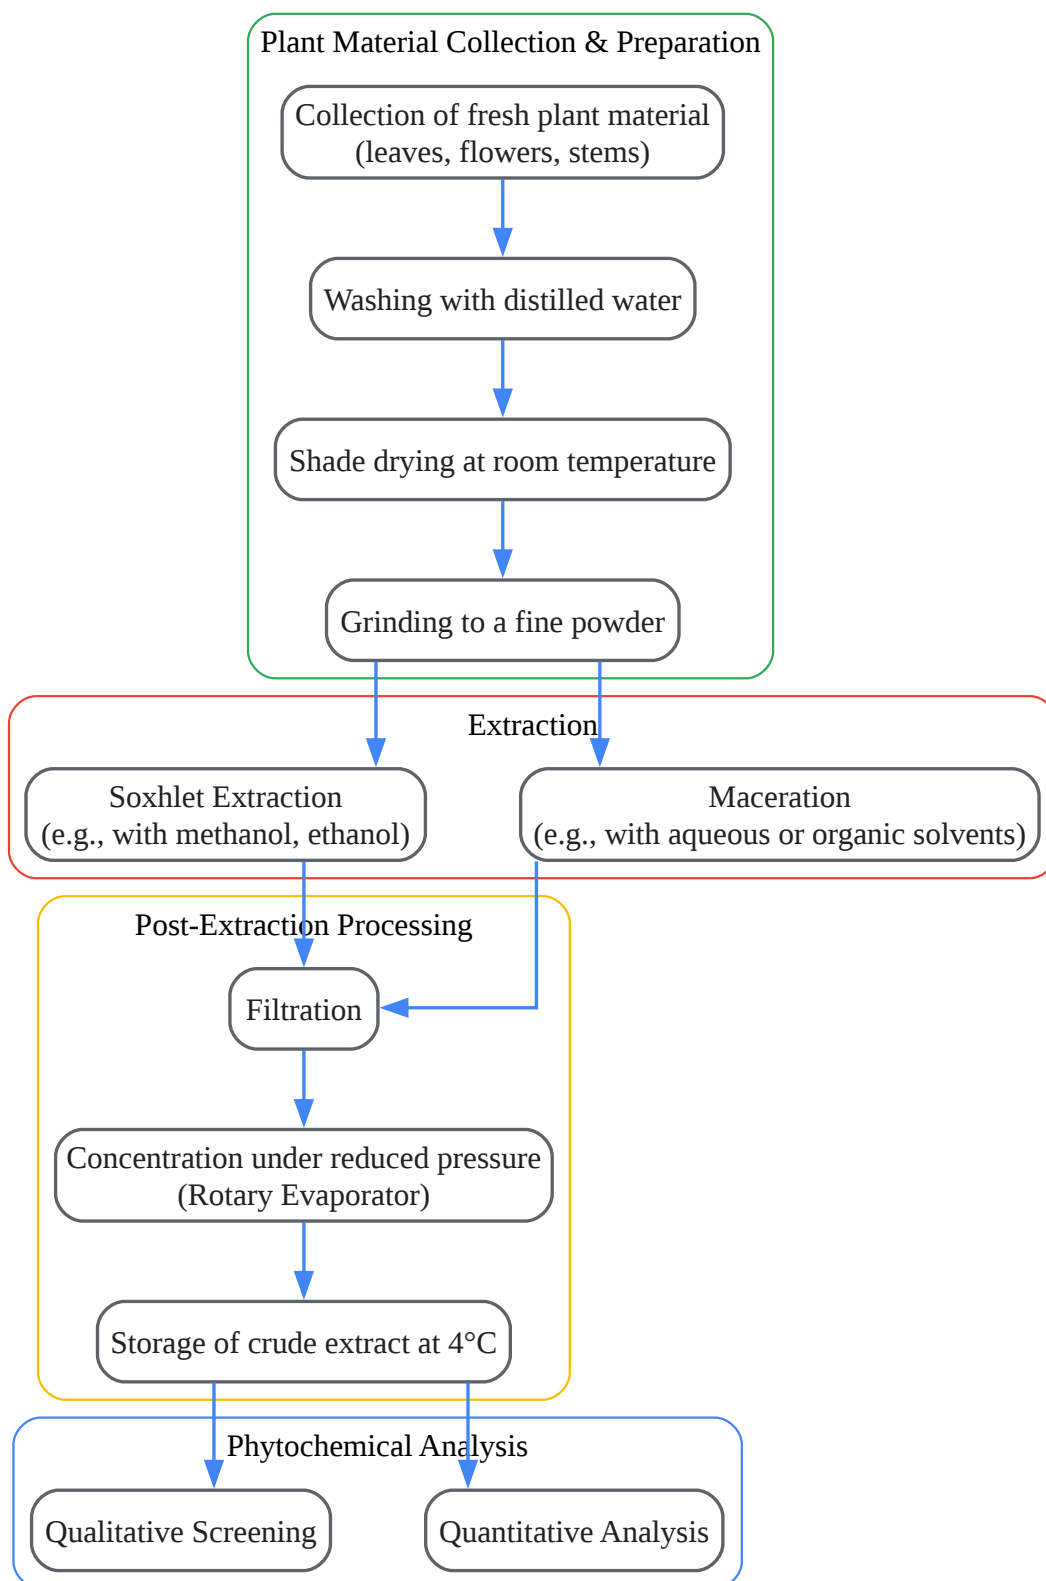 Plant Material Collection & Preparation
Collection of fresh plant material
(leaves, flowers, stems)
Washing with distilled water
Shade drying at room temperature
Grinding to a fine powder
Extraction
Soxhlet Extraction
(e.g., with methanol, ethanol)
Maceration
(e.g., with aqueous or organic solvents)
Post-Extraction Processing
Filtration
Concentration under reduced pressure
(Rotary Evaporator)
Storage of crude extract at 4°C
Phytochemical Analysis
Qualitative Screening
Quantitative Analysis